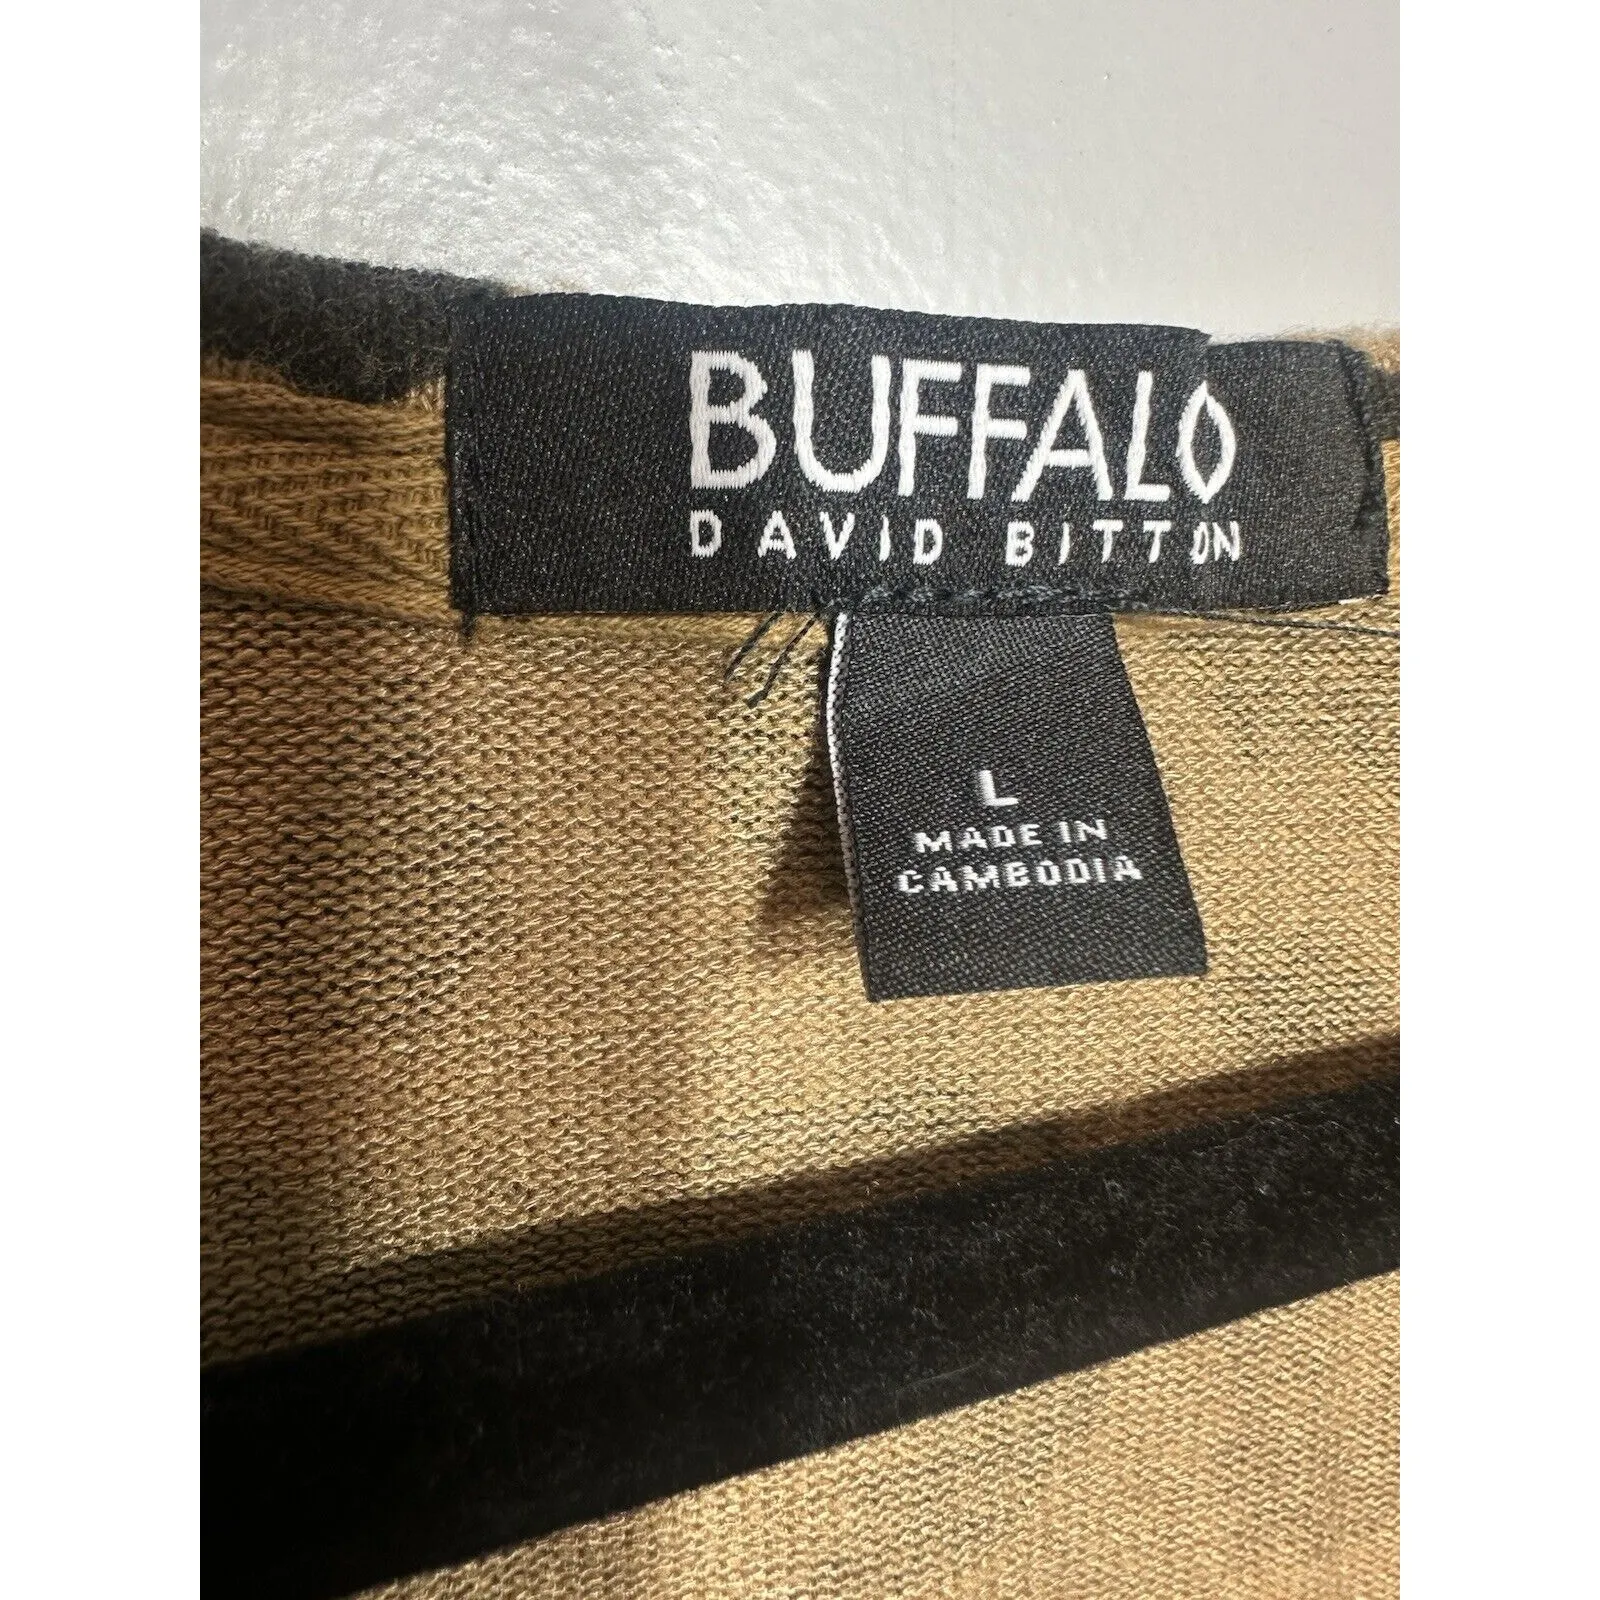 BUFFALO
DAVID BITTON
L
MADE IN
CAMBODIA